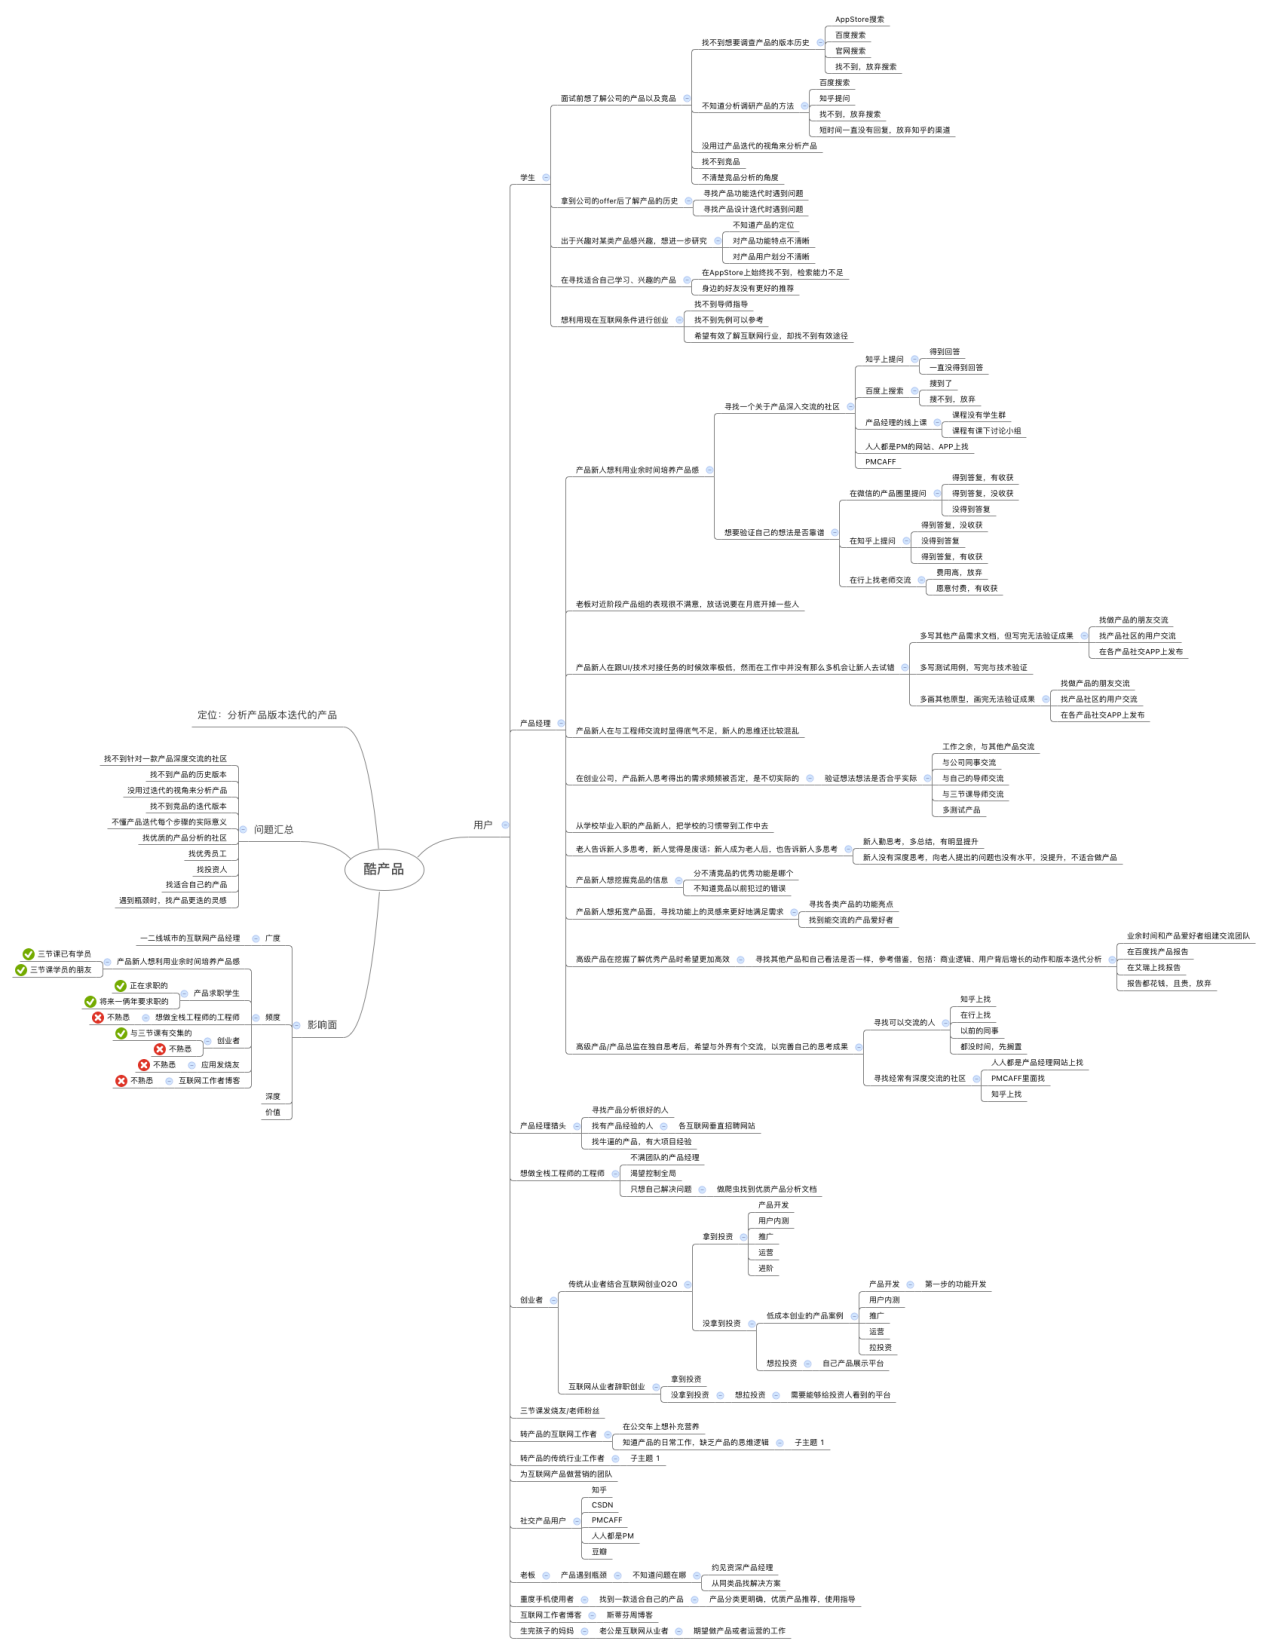 酷产品
定位：分析产品版本迭代的产品
问题汇总
找不到针对一款产品深度交流的社区
找不到产品的历史版本
没用过迭代的视角来分析产品
找不到竞品的迭代版本
不懂产品迭代每个步骤的实际意义
找优质的产品分析的社区
找优秀员工
找投资人
找适合自己的产品
遇到瓶颈时，找产品更迭的灵感
影响面
广度
一二线城市的互联网产品经理
频度
产品新人想利用业余时间培养产品感
三节课已有学员
三节课学员的朋友
产品求职学生
正在求职的
将来一俩年要求职的
想做全栈工程师的工程师
不熟悉
创业者
与三节课有交集的
不熟悉
应用发烧友
不熟悉
互联网工作者博客
不熟悉
深度
价值
用户
学生
面试前想了解公司的产品以及竞品
找不到想要调查产品的版本历史
AppStore搜索
百度搜索
官网搜索
找不到，放弃搜索
不知道分析调研产品的方法
百度搜索
知乎提问
找不到，放弃搜索
短时间一直没有回复，放弃知乎的渠道
没用过产品迭代的视角来分析产品
找不到竞品
不清楚竞品分析的角度
拿到公司的offer后了解产品的历史
寻找产品功能迭代时遇到问题
寻找产品设计迭代时遇到问题
出于兴趣对某类产品感兴趣，想进一步研究
不知道产品的定位
对产品功能特点不清晰
对产品用户划分不清晰
在寻找适合自己学习、兴趣的产品
在AppStore上始终找不到，检索能力不足
身边的好友没有更好的推荐
想利用现在互联网条件进行创业
找不到导师指导
找不到先例可以参考
希望有效了解互联网行业，却找不到有效途径
产品经理
产品新人想利用业余时间培养产品感
寻找一个关于产品深入交流的社区
知乎上提问
得到回答
一直没得到回答
百度上搜索
搜到了
搜不到，放弃
产品经理的线上课
课程没有学生群
课程有课下讨论小组
人人都是PM的网站、APP上找
PMCAFF
想要验证自己的想法是否靠谱
在微信的产品圈里提问
得到答复，有收获
得到答复，没收获
没得到答复
在知乎上提问
得到答复，没收获
没得到答复
得到答复，有收获
在行上找老师交流
费用高，放弃
愿意付费，有收获
老板对近阶段产品组的表现很不满意，放话说要在月底开掉一些人
产品新人在跟UI/技术对接任务的时候效率极低，然而在工作中并没有那么多机会让新人去试错
多写其他产品需求文档，但写完无法验证成果
找做产品的朋友交流
找产品社区的用户交流
在各产品社交APP上发布
多写测试用例，写完与技术验证
多画其他原型，画完无法验证成果
找做产品的朋友交流
找产品社区的用户交流
在各产品社交APP上发布
产品新人在与工程师交流时显得底气不足，新人的思维还比较混乱
在创业公司，产品新人思考得出的需求频频被否定，是不切实际的
验证想法想法是否合乎实际
工作之余，与其他产品交流
与公司同事交流
与自己的导师交流
与三节课导师交流
多测试产品
从学校毕业入职的产品新人，把学校的习惯带到工作中去
老人告诉新人多思考，新人觉得是废话；新人成为老人后，也告诉新人多思考
新人勤思考，多总结，有明显提升
新人没有深度思考，向老人提出的问题也没有水平，没提升，不适合做产品
产品新人想挖掘竞品的信息
分不清竞品的优秀功能是哪个
不知道竞品以前犯过的错误
产品新人想拓宽产品面，寻找功能上的灵感来更好地满足需求
寻找各类产品的功能亮点
找到能交流的产品爱好者
高级产品在挖掘了解优秀产品时希望更加高效
寻找其他产品和自己看法是否一样，参考借鉴，包括：商业逻辑、用户背后增长的动作和版本迭代分析
业余时间和产品爱好者组建交流团队
在百度找产品报告
在艾瑞上找报告
报告都花钱，且贵，放弃
高级产品/产品总监在独自思考后，希望与外界有个交流，以完善自己的思考成果
寻找可以交流的人
知乎上找
在行上找
以前的同事
都没时间，先搁置
寻找经常有深度交流的社区
人人都是产品经理网站上找
PMCAFF里面找
知乎上找
产品经理猎头
寻找产品分析很好的人
找有产品经验的人
各互联网垂直招聘网站
找牛逼的产品，有大项目经验
想做全栈工程师的工程师
不满团队的产品经理
渴望控制全局
只想自己解决问题
做爬虫找到优质产品分析文档
创业者
传统从业者结合互联网创业O2O
拿到投资
产品开发
用户内测
推广
运营
进阶
没拿到投资
低成本创业的产品案例
产品开发
第一步的功能开发
用户内测
推广
运营
拉投资
想拉投资
自己产品展示平台
互联网从业者辞职创业
拿到投资
没拿到投资
想拉投资
需要能够给投资人看到的平台
三节课发烧友/老师粉丝
转产品的互联网工作者
在公交车上想补充营养
知道产品的日常工作，缺乏产品的思维逻辑
子主题 1
转产品的传统行业工作者
子主题 1
为互联网产品做营销的团队
社交产品用户
知乎
CSDN
PMCAFF
人人都是PM
豆瓣
老板
产品遇到瓶颈
不知道问题在哪
约见资深产品经理
从同类品找解决方案
重度手机使用者
找到一款适合自己的产品
产品分类更明确，优质产品推荐，使用指导
互联网工作者博客
斯蒂芬周博客
生完孩子的妈妈
老公是互联网从业者
期望做产品或者运营的工作